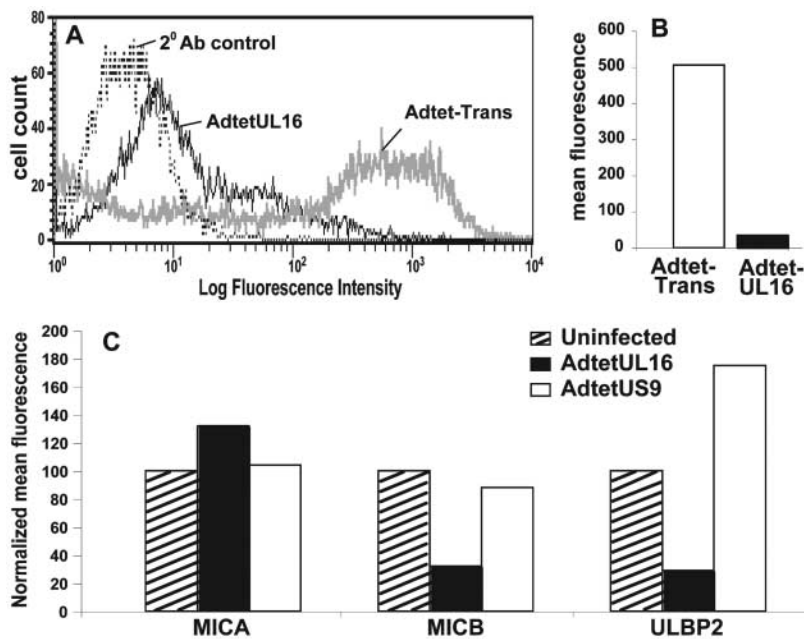 A
80
60
40
20
0
cell count
2⁰ Ab control
AdtetUL16
Adtet-Trans
10⁰ 10¹ 10² 10³ 10⁴
Log Fluorescence Intensity
B
600
500
400
300
200
100
0
mean fluorescence
Adtet-
Trans
Adtet-
UL16
C
200
180
160
140
120
100
80
60
40
20
0
Normalized mean fluorescence
Uninfected
AdtetUL16
AdtetUS9
MICA MICB ULBP2